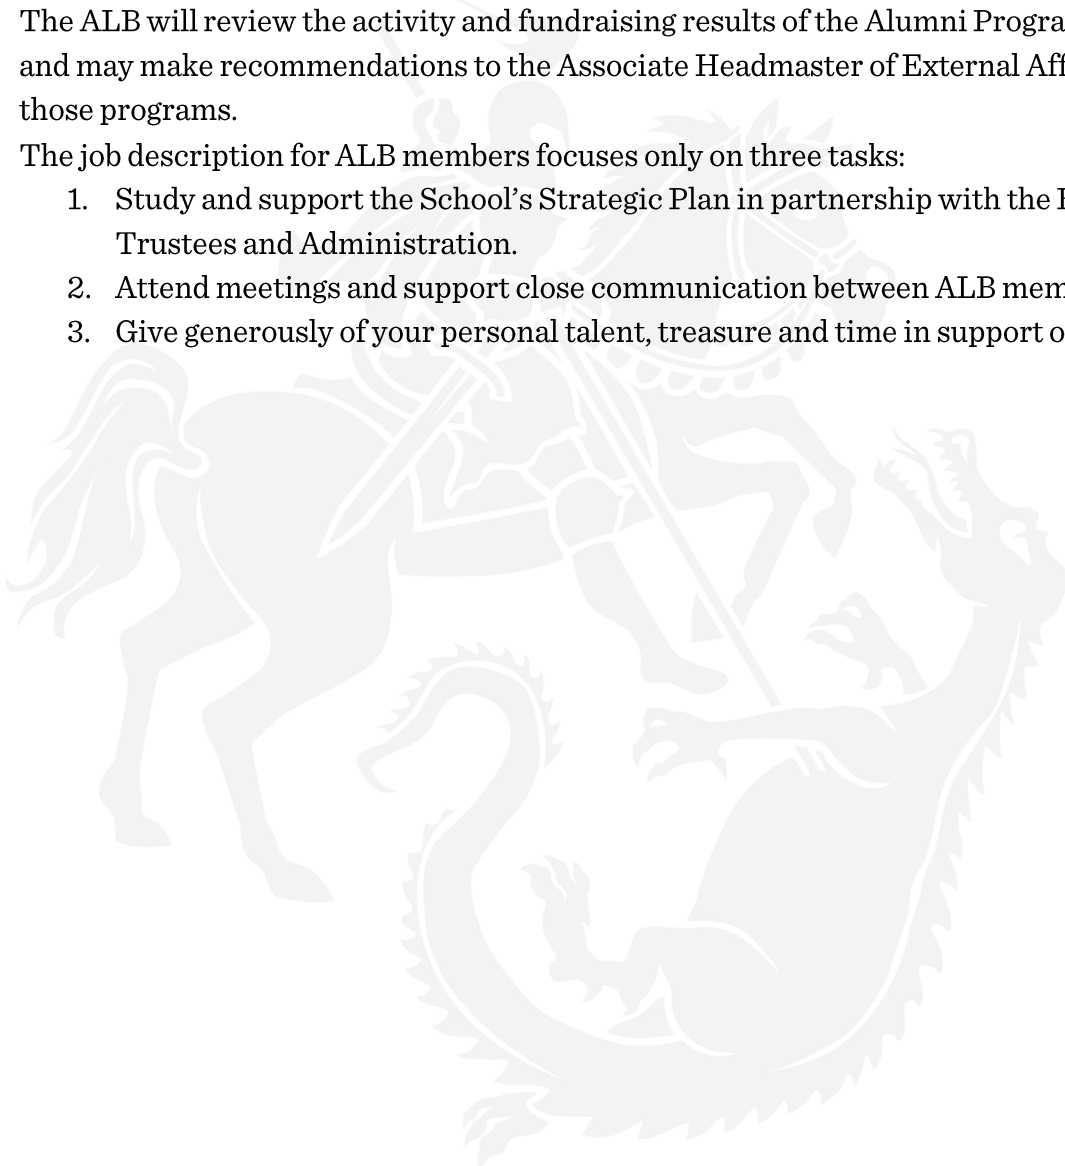 The ALB will review the activity and fundraising results of the Alumni Progra
and may make recommendations to the Associate Headmaster of External Aff
those programs.
The job description for ALB members focuses only on three tasks:
1. Study and support the School’s Strategic Plan in partnership with the
Trustees and Administration.
2. Attend meetings and support close communication between ALB mem
3. Give generously of your personal talent, treasure and time in support o